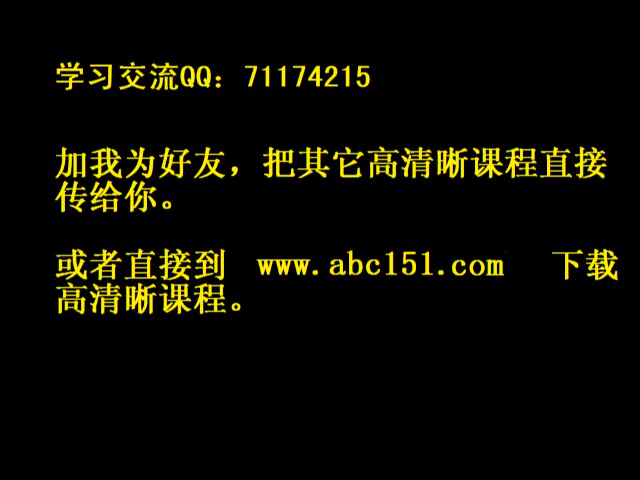 学习交流QQ：71174215
加我为好友，把其它高清晰课程直接
传给你。
或者直接到 www.abc151.com 下载
高清晰课程。